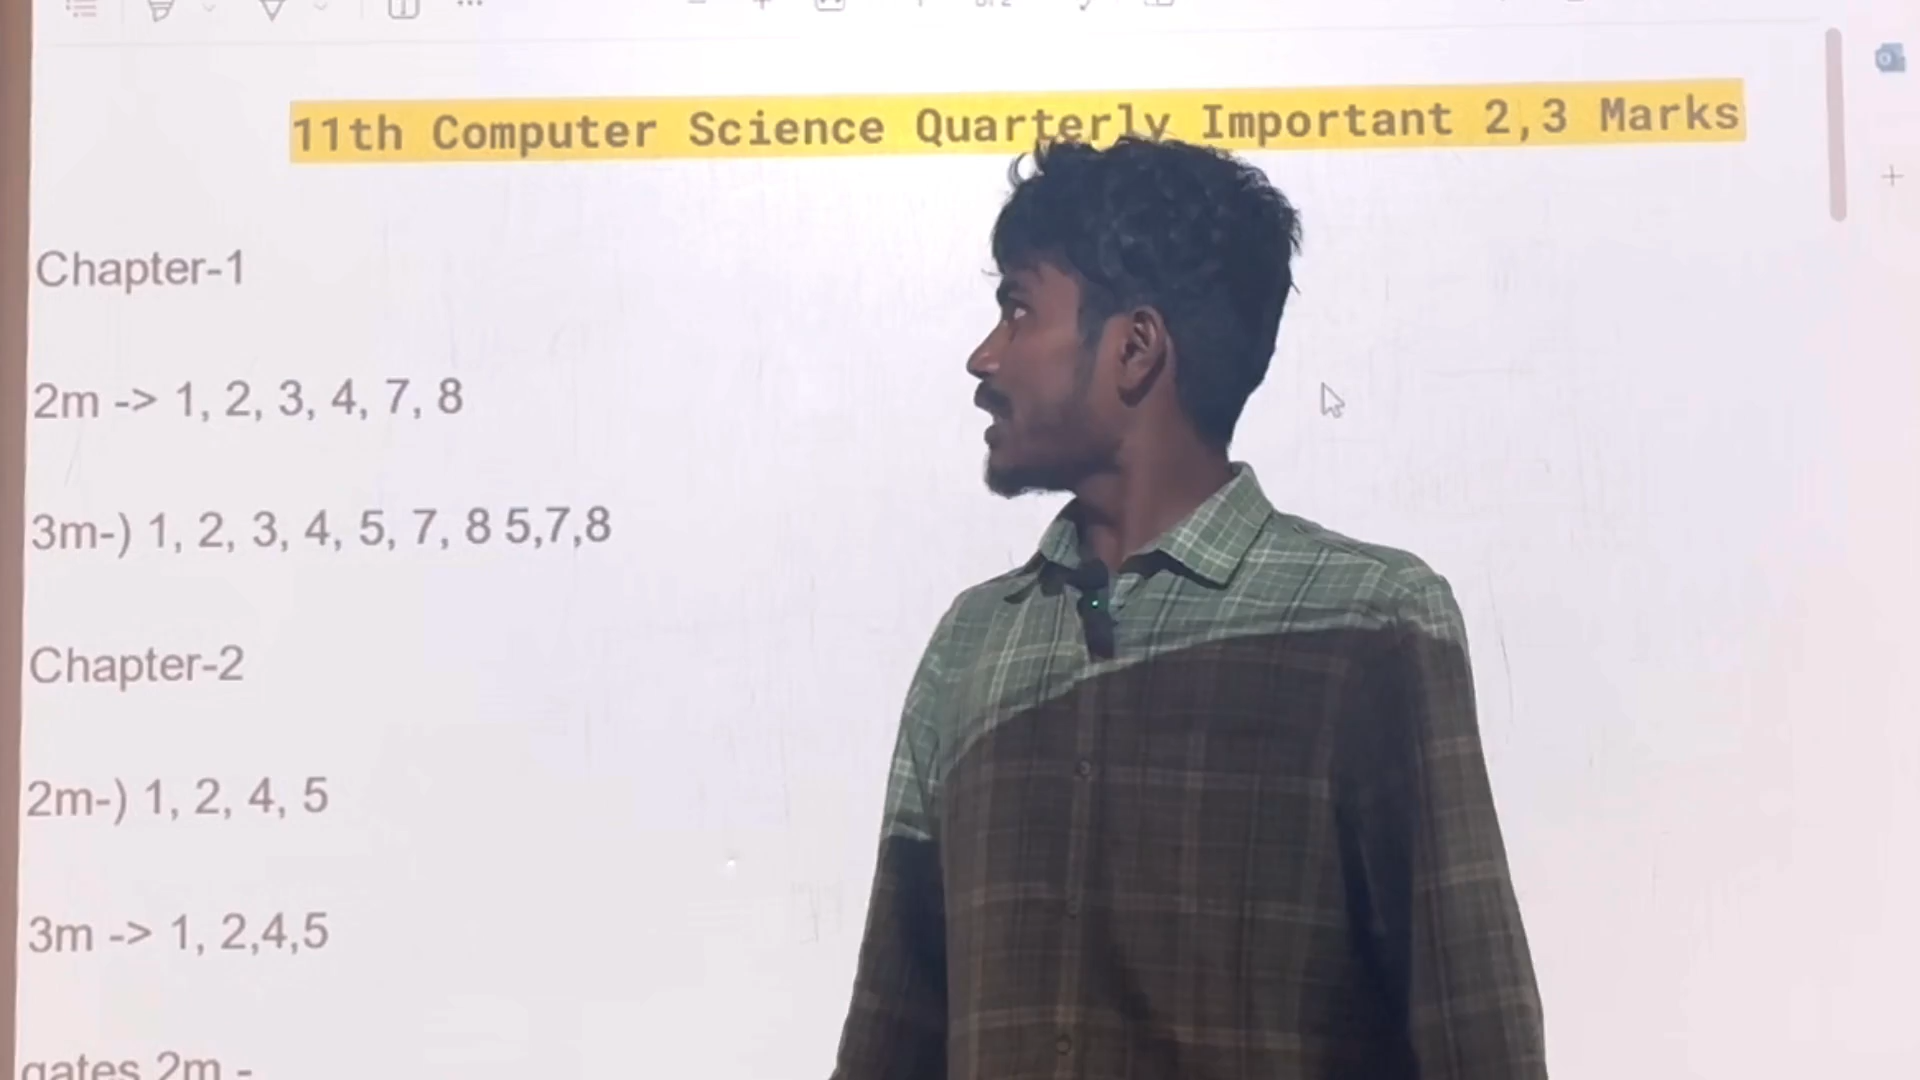 11th Computer Science Quarterly Important 2,3 Marks
Chapter-1
2m -> 1, 2, 3, 4, 7, 8
3m-) 1, 2, 3, 4, 5, 7, 8 5,7,8
Chapter-2
2m-) 1, 2, 4, 5
3m -> 1, 2,4,5
gates 2m -